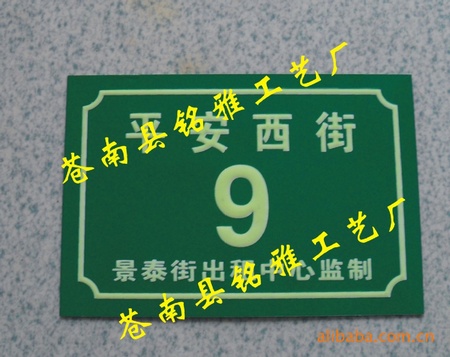 平安西街
9
景泰街出租中心监制
苍南县铭雅工艺厂
苍南县铭雅工艺厂
alibaba.com.cn